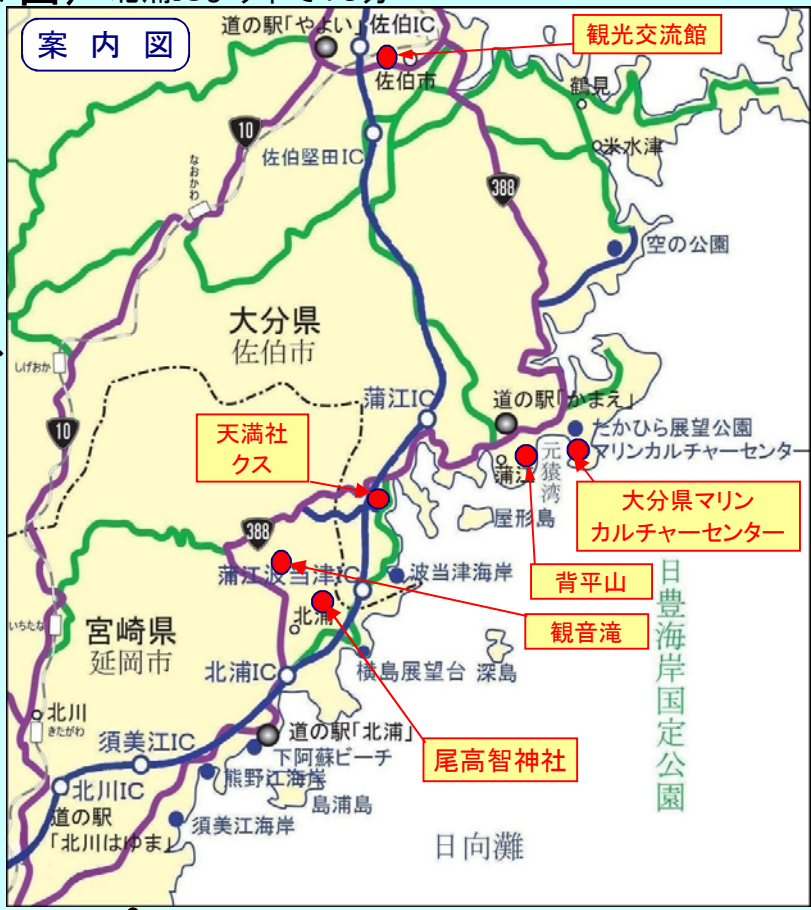 案内図
道の駅「やよい」
佐伯IC
観光交流館
佐伯市
鶴見
10
佐伯堅田IC
米水津
なおかわ
388
空の公園
大分県
佐伯市
しげおか
蒲江IC
道の駅「かまえ」
10
天満社
クス
たかひら展望公園
マリンカルチャーセンター
蒲江
元猿湾
大分県マリン
カルチャーセンター
屋形島
388
背平山
蒲江波当津IC
波当津海岸
日豊海岸国定公園
いちたな
宮崎県
延岡市
北浦
観音滝
北浦IC
横島展望台
深島
北川
きたがわ
須美江IC
道の駅「北浦」
下阿蘇ビーチ
尾高智神社
熊野江海岸
北川IC
島浦島
道の駅
「北川はゆま」
須美江海岸
日向灘